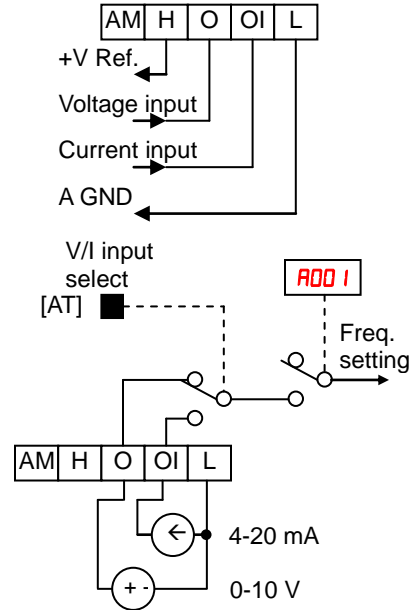 AM H O OI L
+V Ref.
Voltage input
Current input
A GND
V/I input
select
[AT]
A001
Freq.
setting
AM H O OI L
4-20 mA
+ -
0-10 V